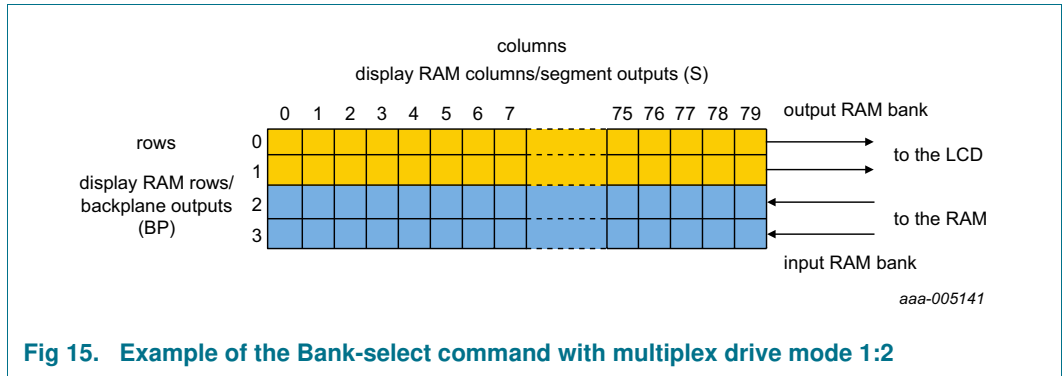 columns
display RAM columns/segment outputs (S)
0 1 2 3 4 5 6 7 75 76 77 78 79 output RAM bank
rows
0
to the LCD
1
display RAM rows/
backplane outputs
(BP)
2
to the RAM
3
input RAM bank
aaa-005141
Fig 15. Example of the Bank-select command with multiplex drive mode 1:2